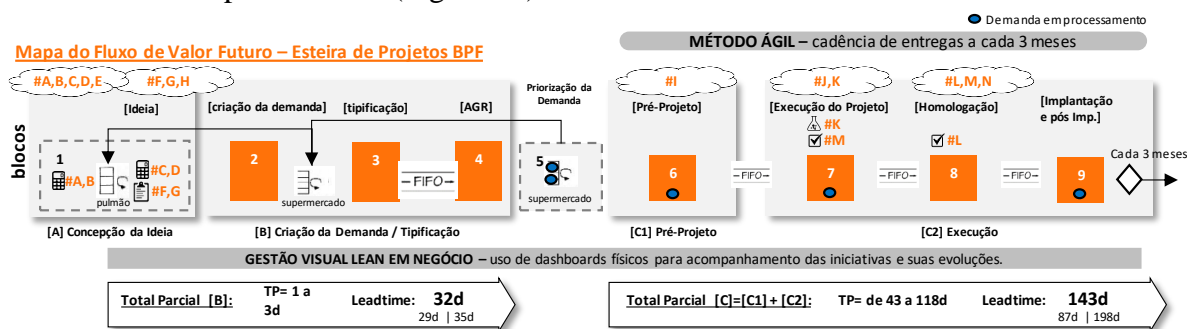 Demanda em processamento
MÉTODO ÁGIL – cadência de entregas a cada 3 meses
Mapa do Fluxo de Valor Futuro – Esteira de Projetos BPF
#A,B,C,D,E
#F,G,H
#I
#J,K
#L,M,N
[Ideia]
[criação da demanda]
[tipificação]
[AGR]
Priorização da
Demanda
[Pré-Projeto]
[Execução do Projeto]
[Homologação]
[Implantação
e pós Imp.]
blocos
#K
#M
#L
1
#A,B
pulmão
#C,D
#F,G
2
supermercado
3
– FIFO –
4
5
supermercado
6
– FIFO –
7
– FIFO –
8
– FIFO –
9
Cada 3 meses
[A] Concepção da Ideia
[B] Criação da Demanda / Tipificação
[C1] Pré-Projeto
[C2] Execução
GESTÃO VISUAL LEAN EM NEGÓCIO – uso de dashboards físicos para acompanhamento das iniciativas e suas evoluções.
Total Parcial [B]:
TP= 1 a
3d
Leadtime:
32d
29d | 35d
Total Parcial [C]=[C1] + [C2]:
TP= de 43 a 118d
Leadtime:
143d
87d | 198d